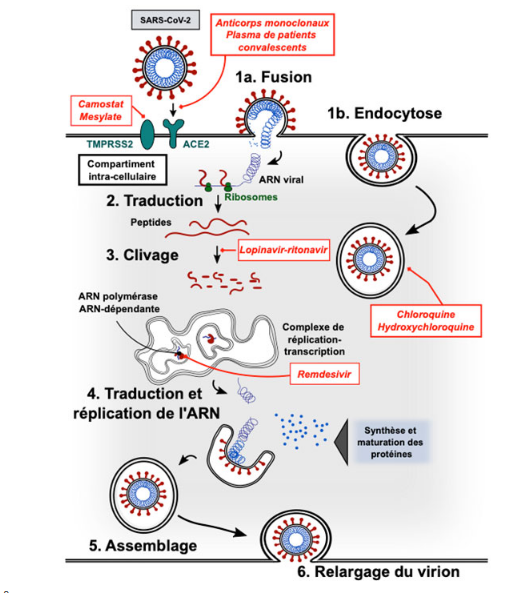 SARS-CoV-2
Anticorps monoclonaux
Plasma de patients
convalescents
1a. Fusion
Camostat
Mesylate
1b. Endocytose
TMPRSS2
ACE2
Compartiment
intra-cellulaire
ARN viral
Ribosomes
2. Traduction
Peptides
3. Clivage
Lopinavir-ritonavir
Chloroquine
Hydroxychloroquine
ARN polymérase
ARN-dépendante
Complexe de
réplication-
transcription
Remdesivir
4. Traduction et
réplication de l'ARN
Synthèse et
maturation des
protéines
5. Assemblage
6. Relargage du virion